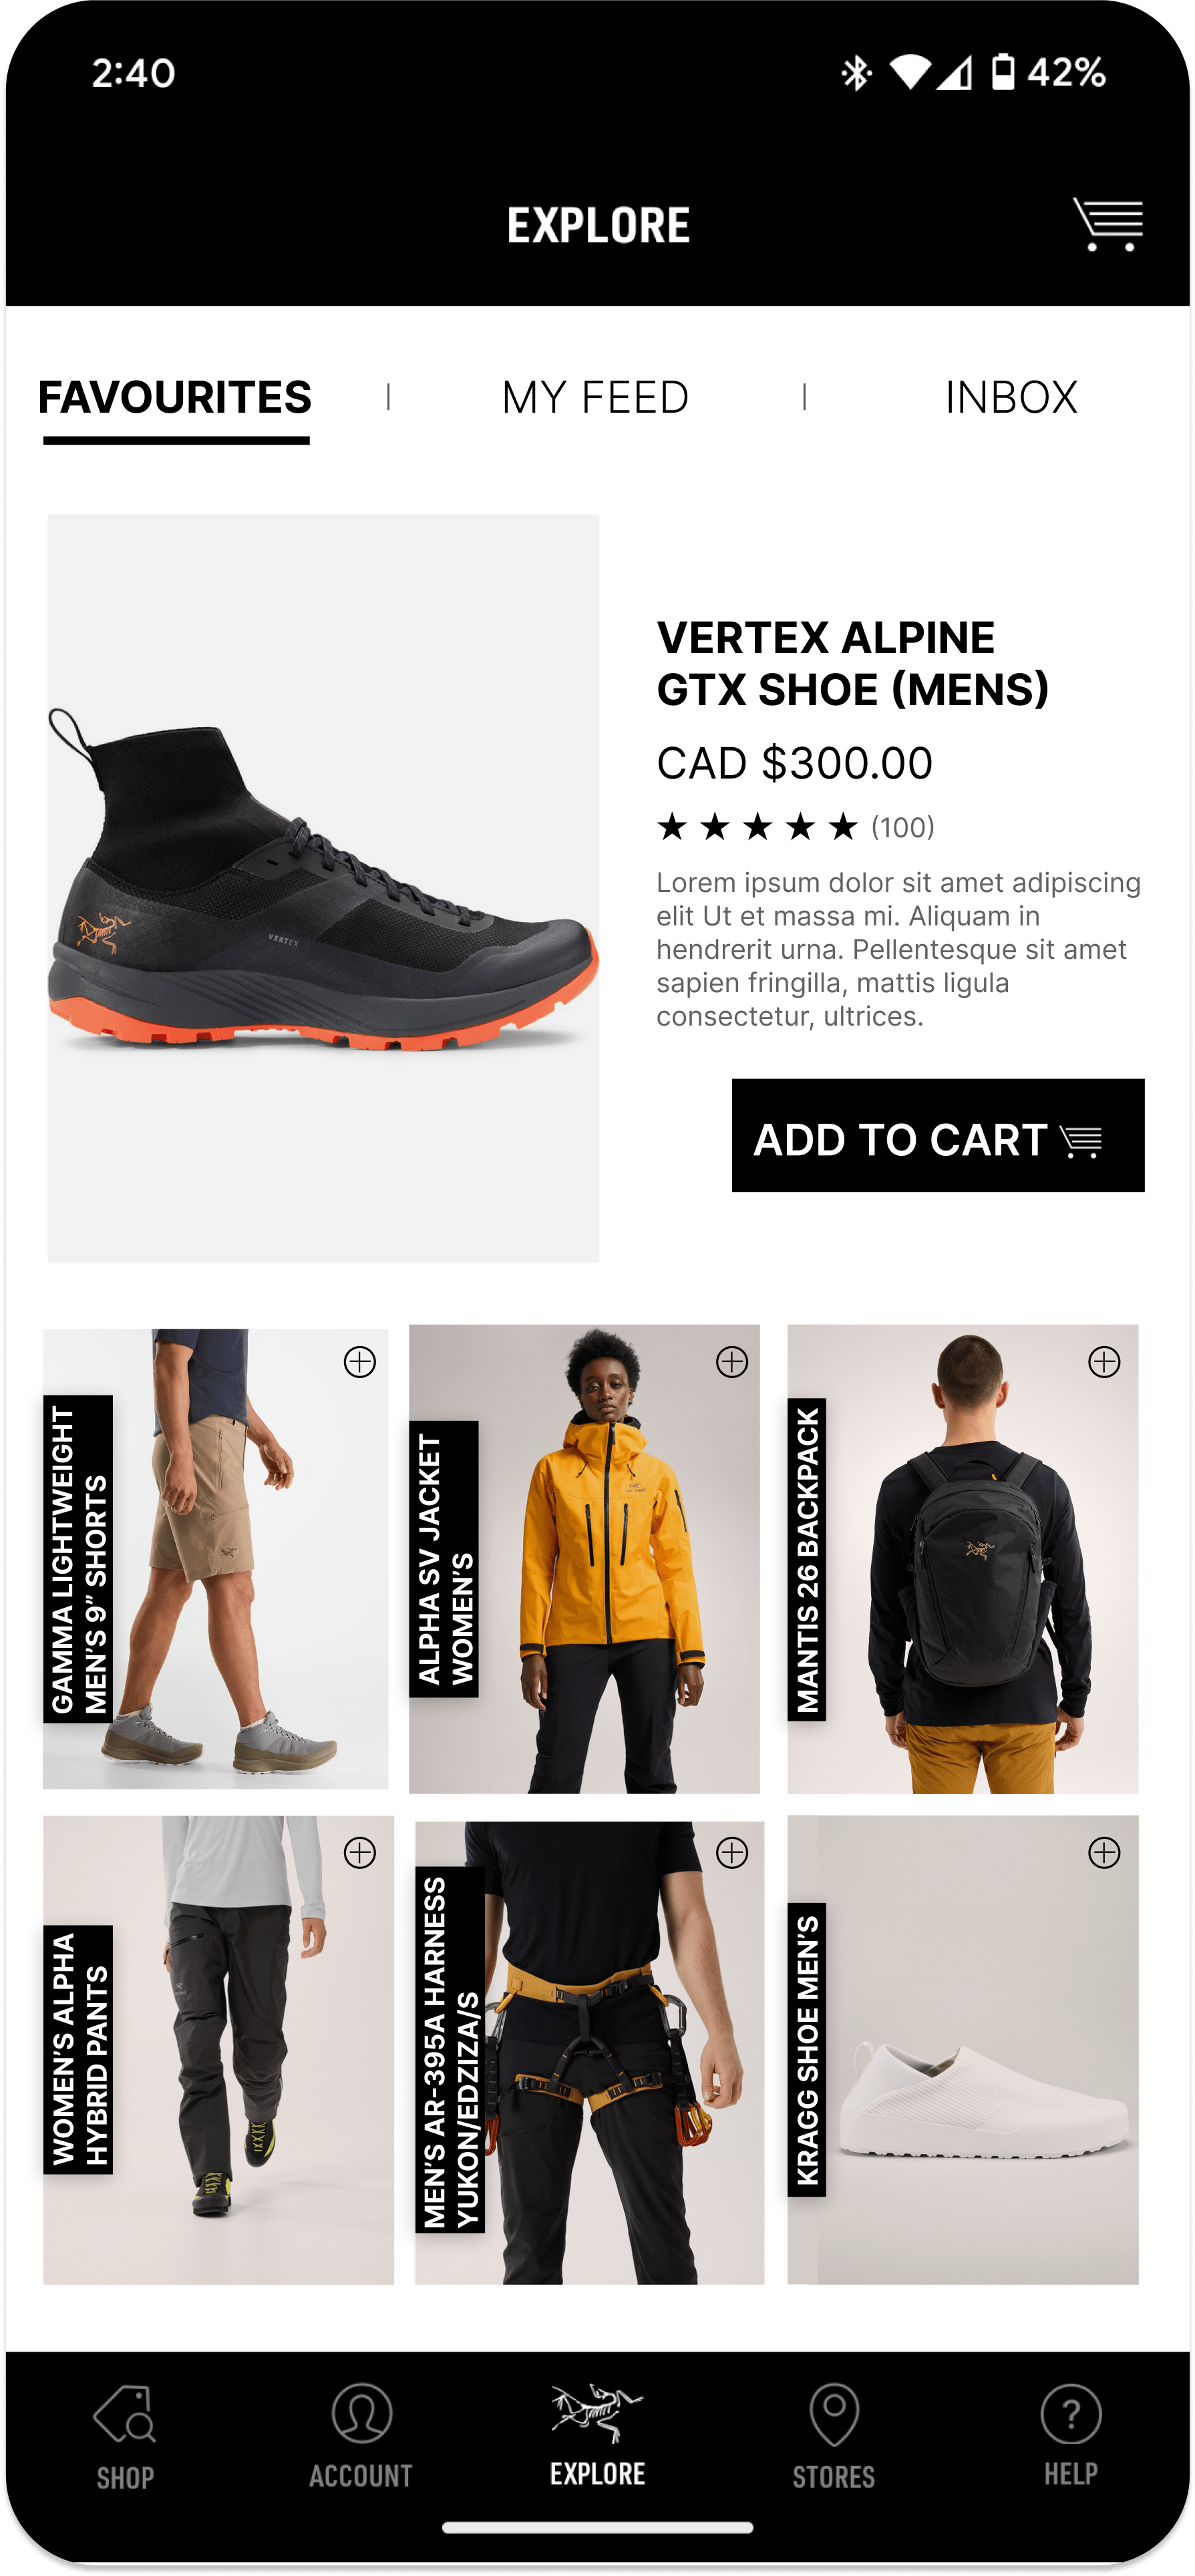 2:40
42%
EXPLORE
FAVOURITES
MY FEED
INBOX
VERTEX ALPINE
GTX SHOE (MENS)
CAD $300.00
★ ★ ★ ★ ★ (100)
Lorem ipsum dolor sit amet adipiscing
elit Ut et massa mi. Aliquam in
hendrerit urna. Pellentesque sit amet
sapien fringilla, mattis ligula
consectetur, ultrices.
VERTEX
ADD TO CART
GAMMA LIGHTWEIGHT
MEN'S 9" SHORTS
ALPHA SV JACKET
WOMEN'S
MANTIS 26 BACKPACK
WOMEN'S ALPHA
HYBRID PANTS
MEN'S AR-395A HARNESS
YUKON/EDZIZA/S
KRAGG SHOE MEN'S
SHOP
ACCOUNT
EXPLORE
STORES
HELP